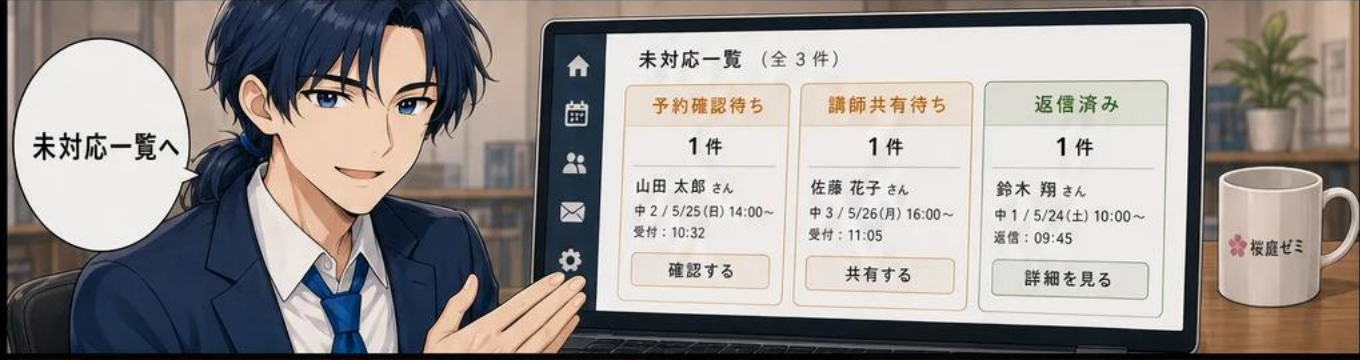 未対応一覧へ
未対応一覧 （全 3 件）
予約確認待ち
1 件
山田 太郎 さん
中 2 / 5/25(日) 14:00～
受付：10:32
確認する
講師共有待ち
1 件
佐藤 花子 さん
中 3 / 5/26(月) 16:00～
受付：11:05
共有する
返信済み
1 件
鈴木 翔 さん
中 1 / 5/24(土) 10:00～
返信：09:45
詳細を見る
桜庭ゼミ